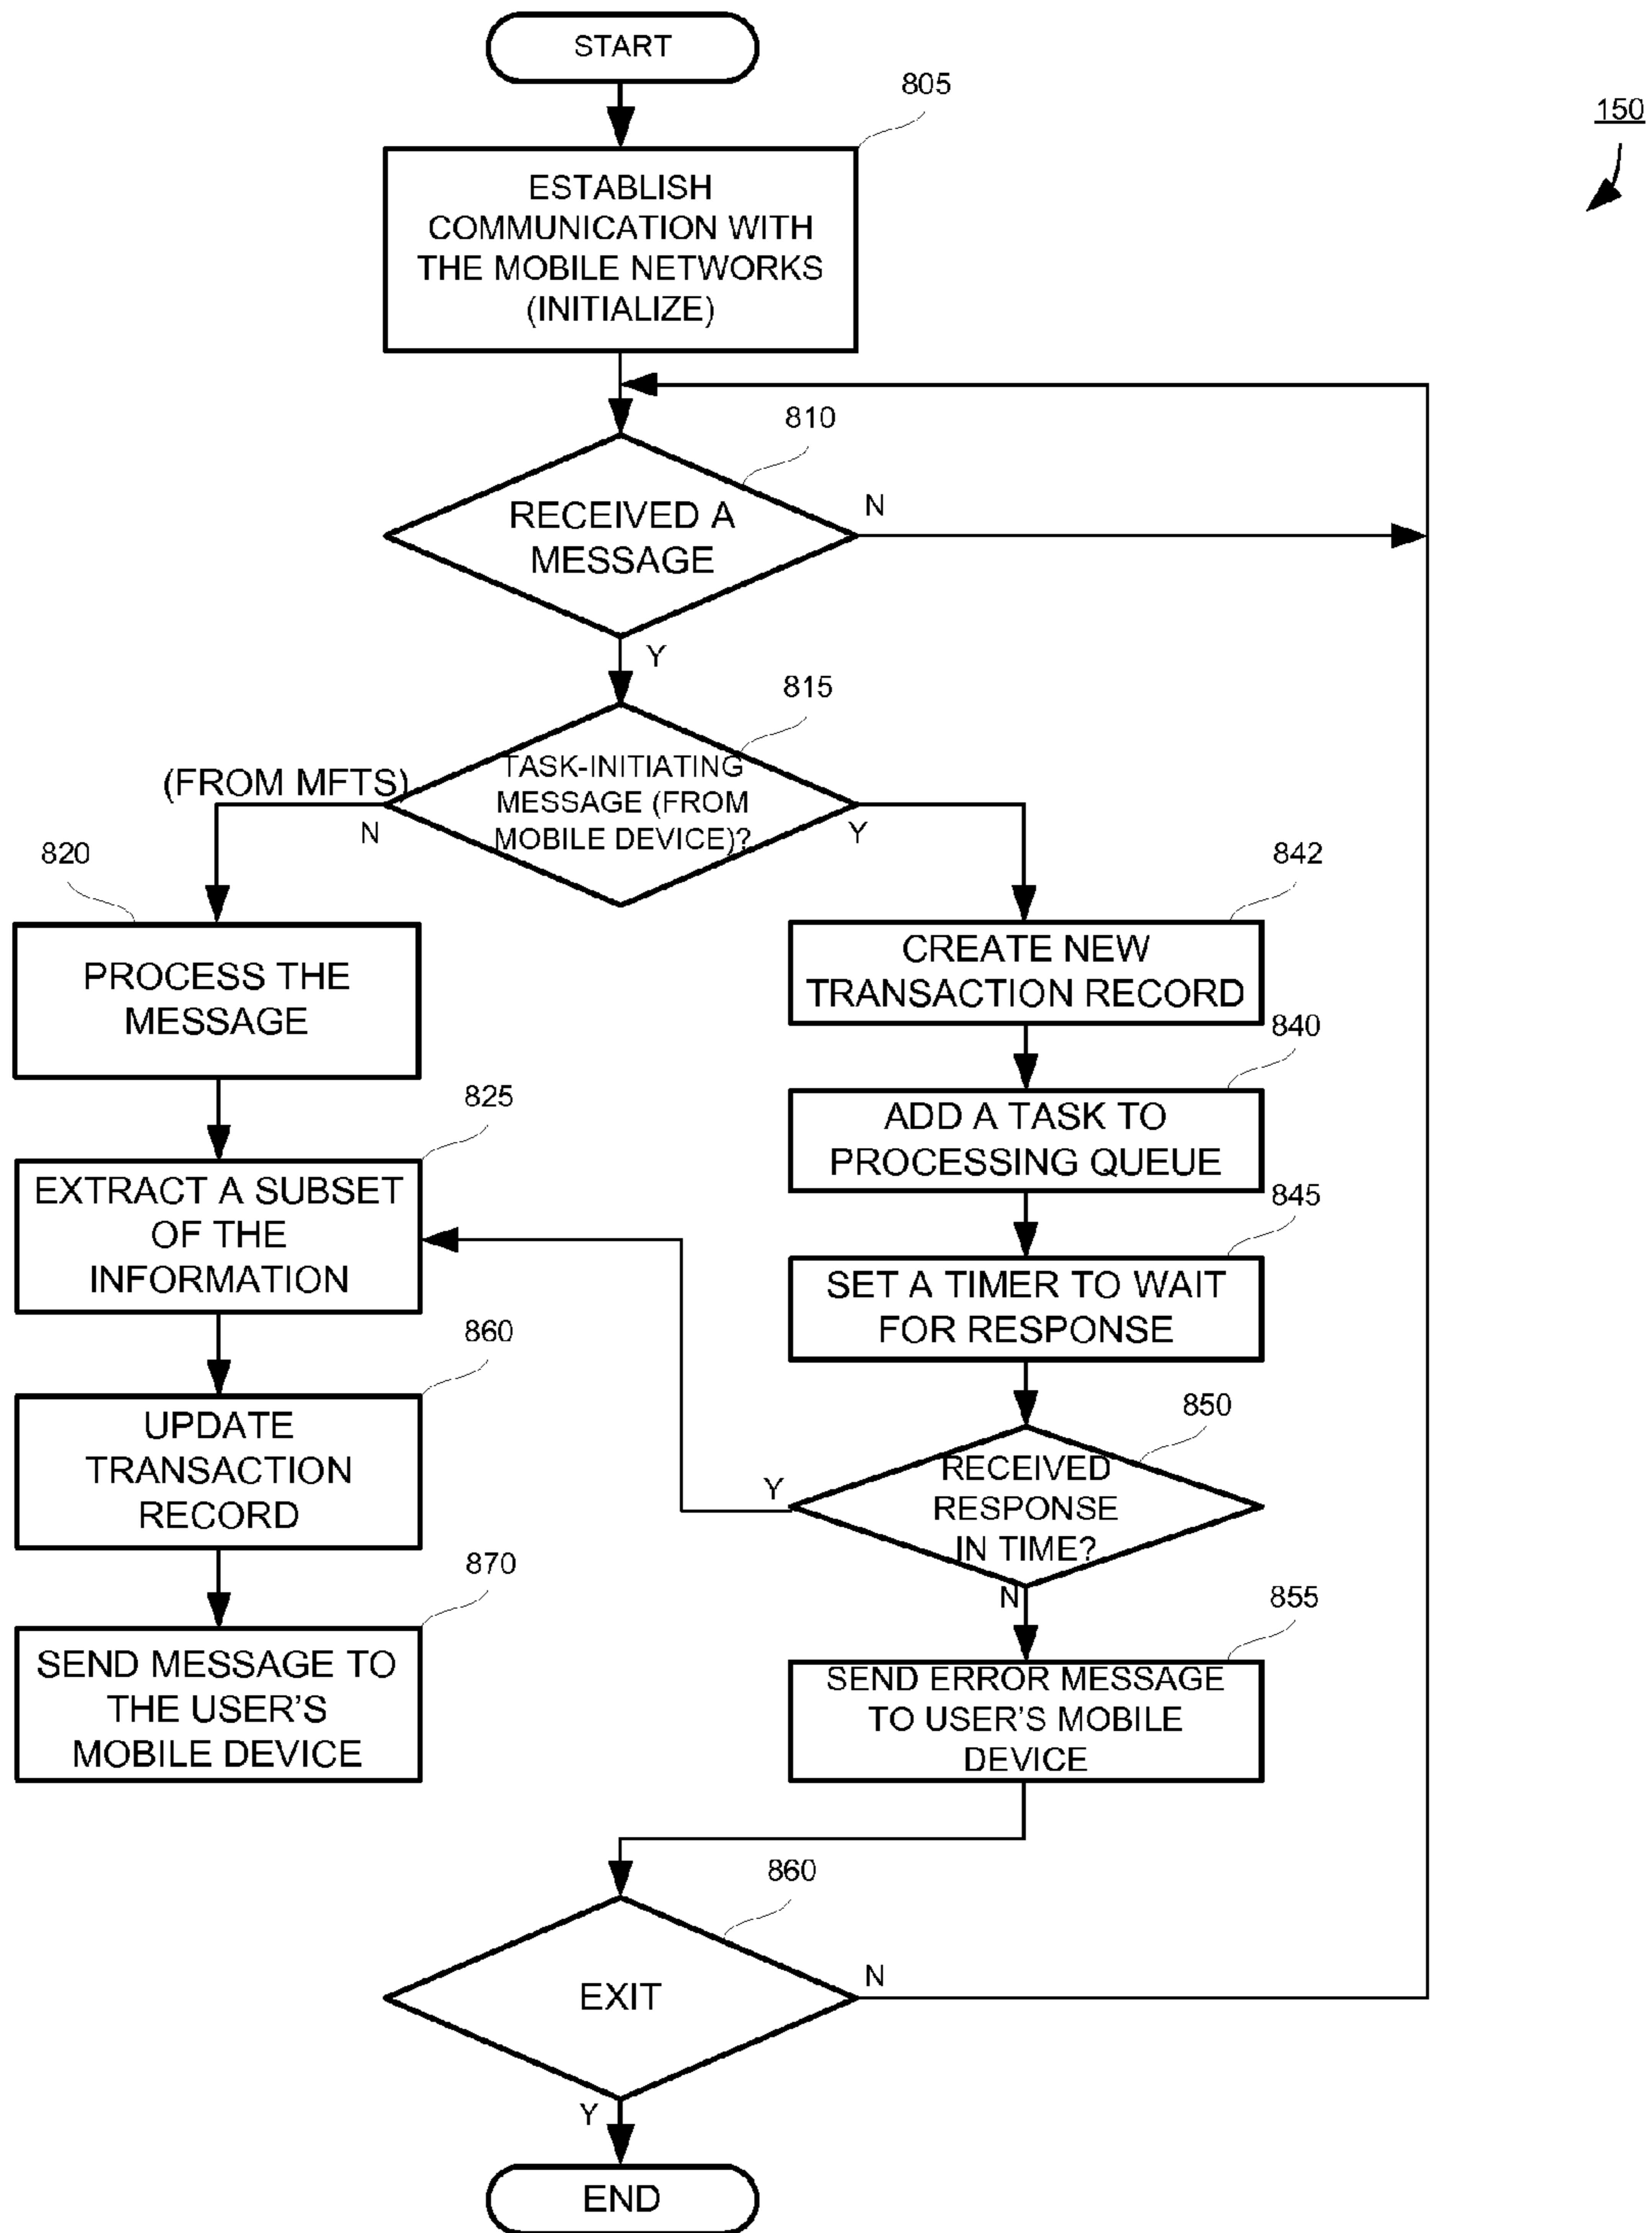 START
805
150
ESTABLISH
COMMUNICATION WITH
THE MOBILE NETWORKS
(INITIALIZE)
810
RECEIVED A
MESSAGE
N
Y
815
TASK-INITIATING
MESSAGE (FROM
MOBILE DEVICE)?
(FROM MFTS)
N
Y
820
PROCESS THE
MESSAGE
842
CREATE NEW
TRANSACTION RECORD
840
ADD A TASK TO
PROCESSING QUEUE
825
EXTRACT A SUBSET
OF THE
INFORMATION
845
SET A TIMER TO WAIT
FOR RESPONSE
860
UPDATE
TRANSACTION
RECORD
850
RECEIVED
RESPONSE
IN TIME?
Y
N
870
SEND MESSAGE TO
THE USER'S
MOBILE DEVICE
855
SEND ERROR MESSAGE
TO USER'S MOBILE
DEVICE
860
EXIT
N
Y
END